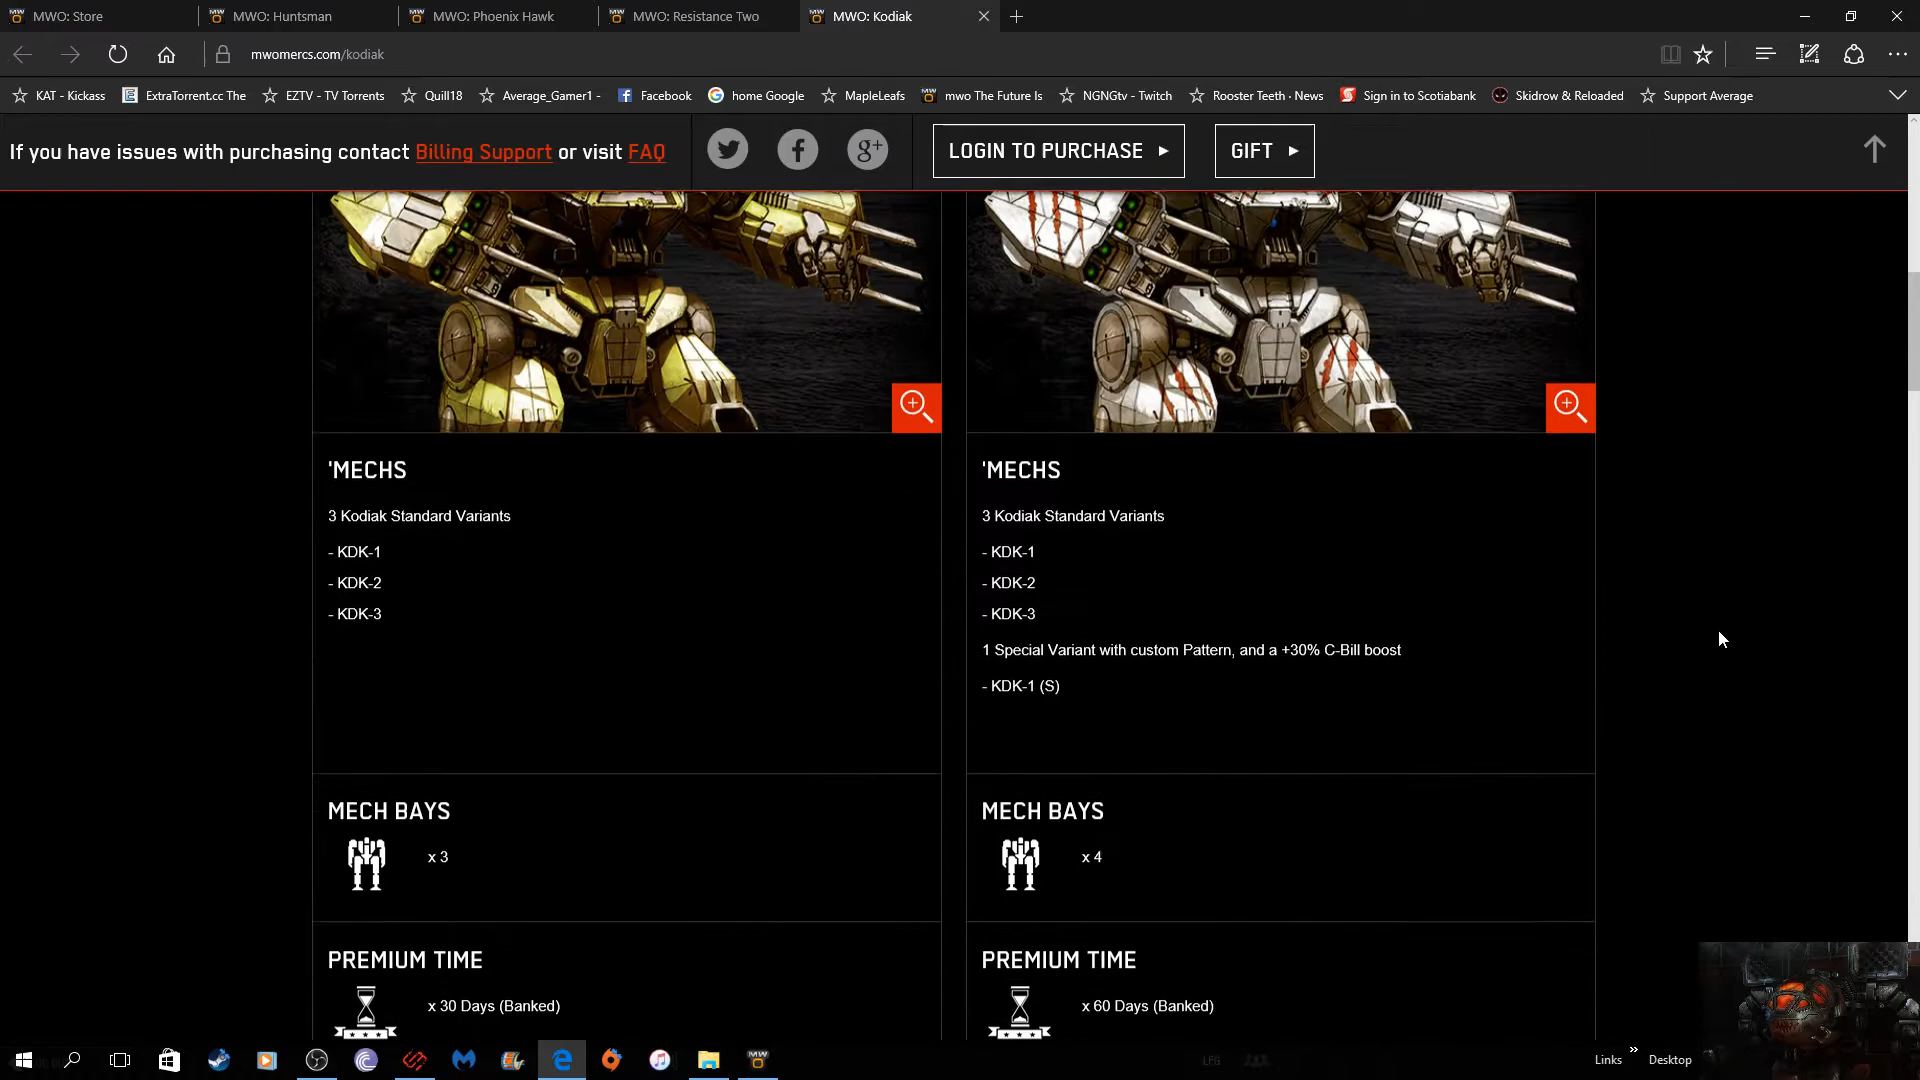 MWO: Store
MWO: Huntsman
MWO: Phoenix Hawk
MWO: Resistance Two
MWO: Kodiak
mwomercs.com/kodiak
KAT - Kickass
ExtraTorrent.cc The
EZTV - TV Torrents
Quill18
Average_Gamer1 -
Facebook
home Google
MapleLeafs
mwo The Future Is
NGNGtv - Twitch
Rooster Teeth · News
Sign in to Scotiabank
Skidrow & Reloaded
Support Average
If you have issues with purchasing contact Billing Support or visit FAQ
LOGIN TO PURCHASE
GIFT
'MECHS
3 Kodiak Standard Variants
- KDK-1
- KDK-2
- KDK-3
MECH BAYS
x 3
PREMIUM TIME
x 30 Days (Banked)
'MECHS
3 Kodiak Standard Variants
- KDK-1
- KDK-2
- KDK-3
1 Special Variant with custom Pattern, and a +30% C-Bill boost
- KDK-1 (S)
MECH BAYS
x 4
PREMIUM TIME
x 60 Days (Banked)
Links
Desktop